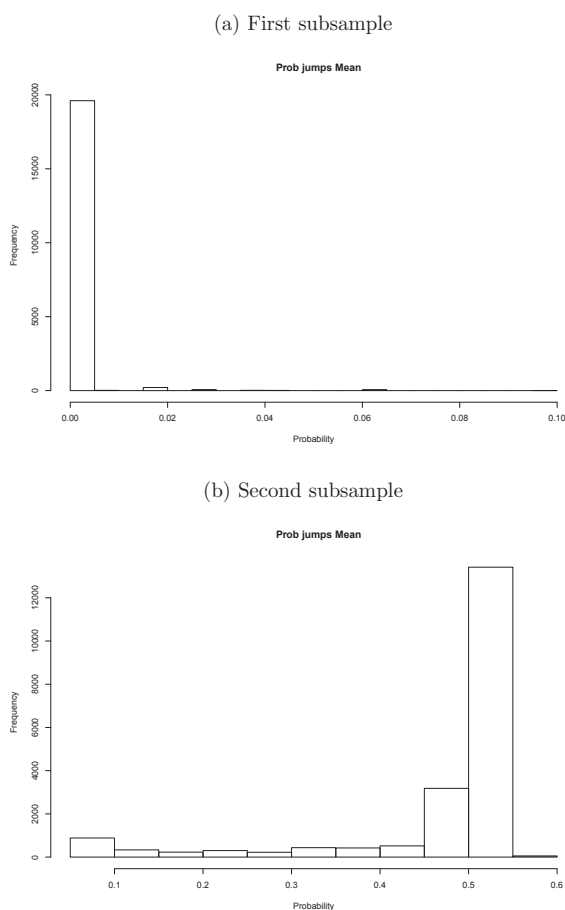 (a) First subsample
Prob jumps Mean
Frequency
20000
15000
10000
5000
0
0.00 0.02 0.04 0.06 0.08 0.10
Probability
(b) Second subsample
Prob jumps Mean
Frequency
12000
10000
8000
6000
4000
2000
0
0.1 0.2 0.3 0.4 0.5 0.6
Probability